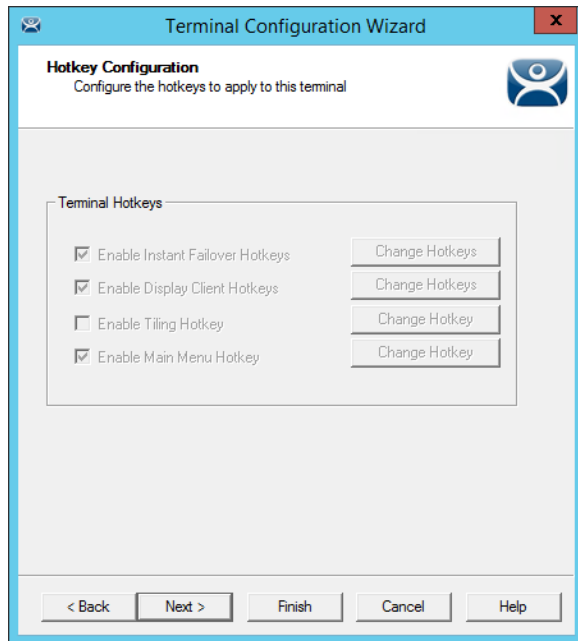 Terminal Configuration Wizard
x
Hotkey Configuration
Configure the hotkeys to apply to this terminal
Terminal Hotkeys
Enable Instant Failover Hotkeys
Change Hotkeys
Enable Display Client Hotkeys
Change Hotkeys
Enable Tiling Hotkey
Change Hotkey
Enable Main Menu Hotkey
Change Hotkey
< Back
Next >
Finish
Cancel
Help